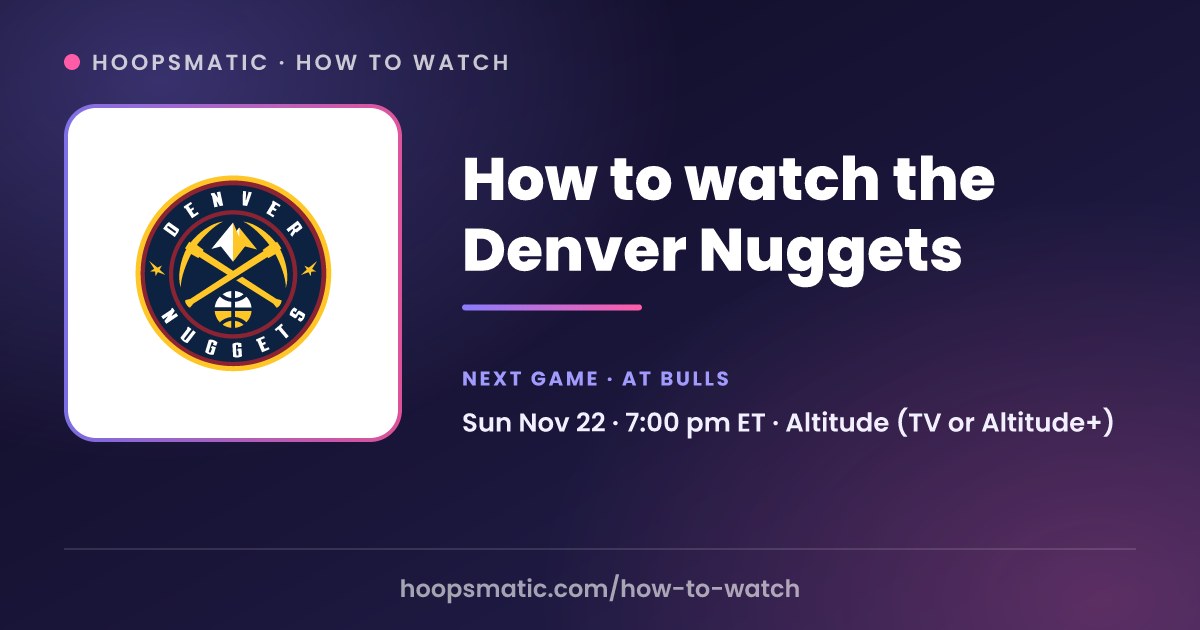 HOOPSMATIC · HOW TO WATCH
DENVER
NUGGETS
How to watch the
Denver Nuggets
NEXT GAME · AT BULLS
Sun Nov 22 · 7:00 pm ET · Altitude (TV or Altitude+)
hoopsmatic.com/how-to-watch